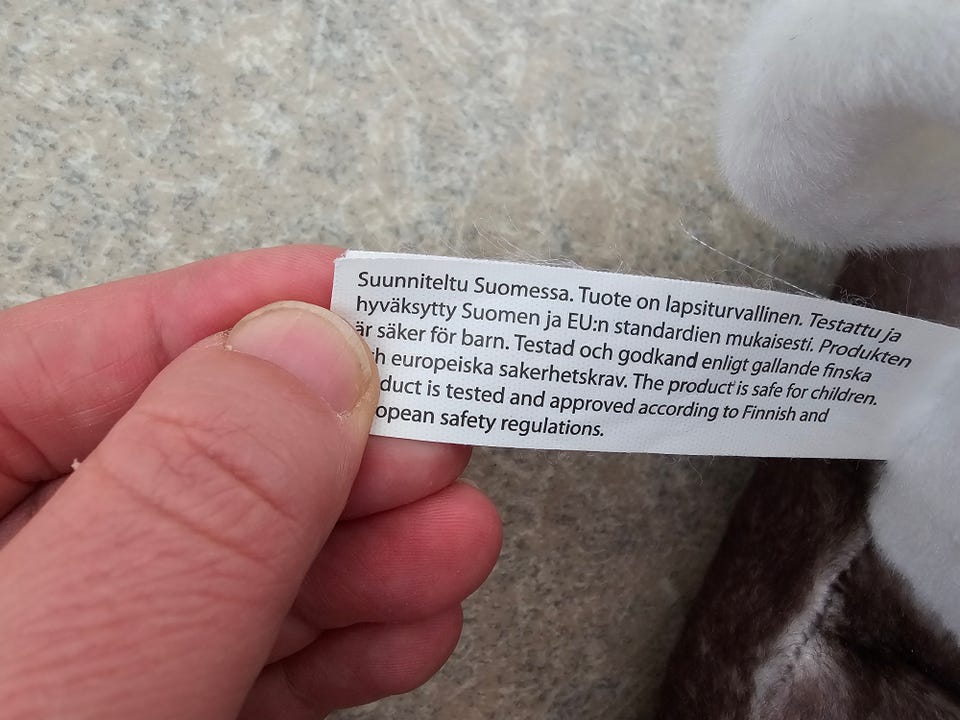 Suunniteltu Suomessa. Tuote on lapsiturvallinen. Testattu ja
hyväksytty Suomen ja EU:n standardien mukaisesti. Produkten
är säker för barn. Testad och godkand enligt gallande finska
europeiska sakerhetskrav. The product is safe for children.
is tested and approved according to Finnish and
safety regulations.